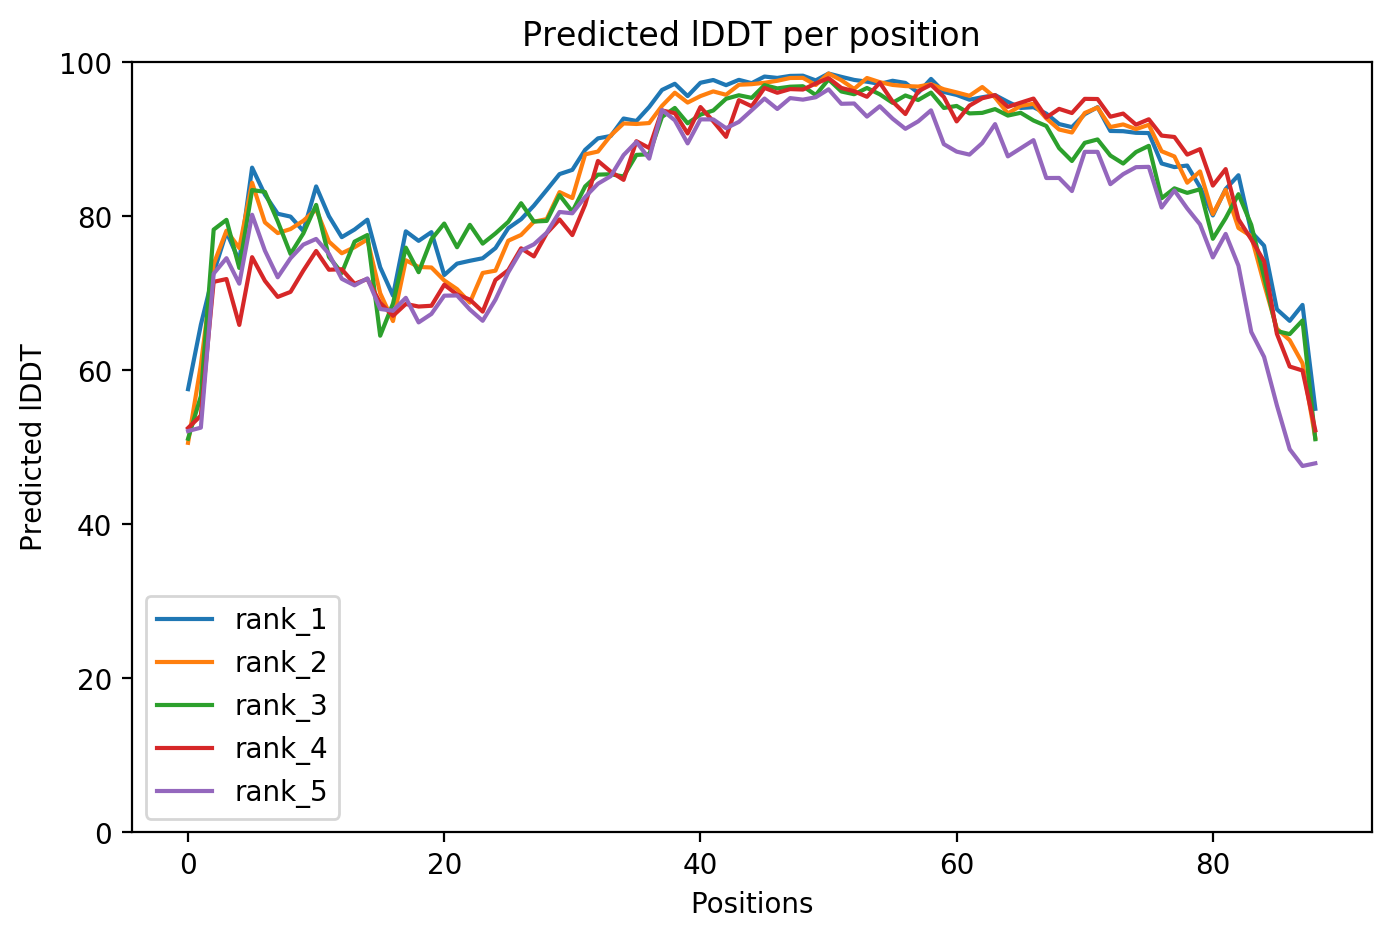 Predicted lDDT per position
100
80
60
40
20
0
Predicted lDDT
rank_1
rank_2
rank_3
rank_4
rank_5
0 20 40 60 80
Positions